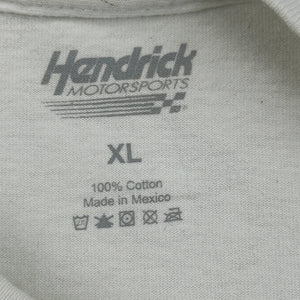 Hendrick
MOTORSPORTS
XL
100% Cotton
Made in Mexico